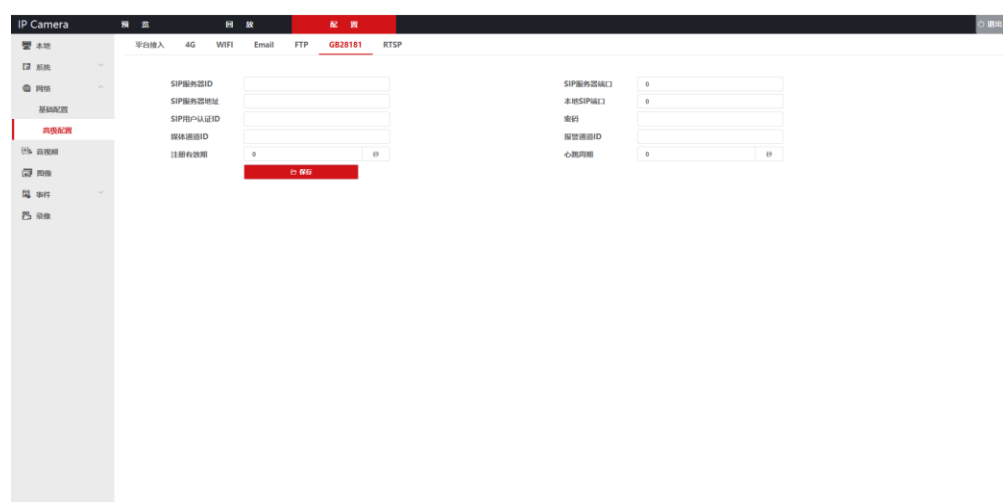 IP Camera 预 览 回 放 配 置 退出
本地
系统
网络
基础配置
高级配置
音视频
图像
事件
录像
平台接入 4G WIFI Email FTP GB28181 RTSP
SIP服务器ID SIP服务器端口 0
SIP服务器地址 本地SIP端口 0
SIP用户认证ID 密码
媒体通道ID 报警通道ID
注册有效期 0 秒 心跳周期 0 秒
保存